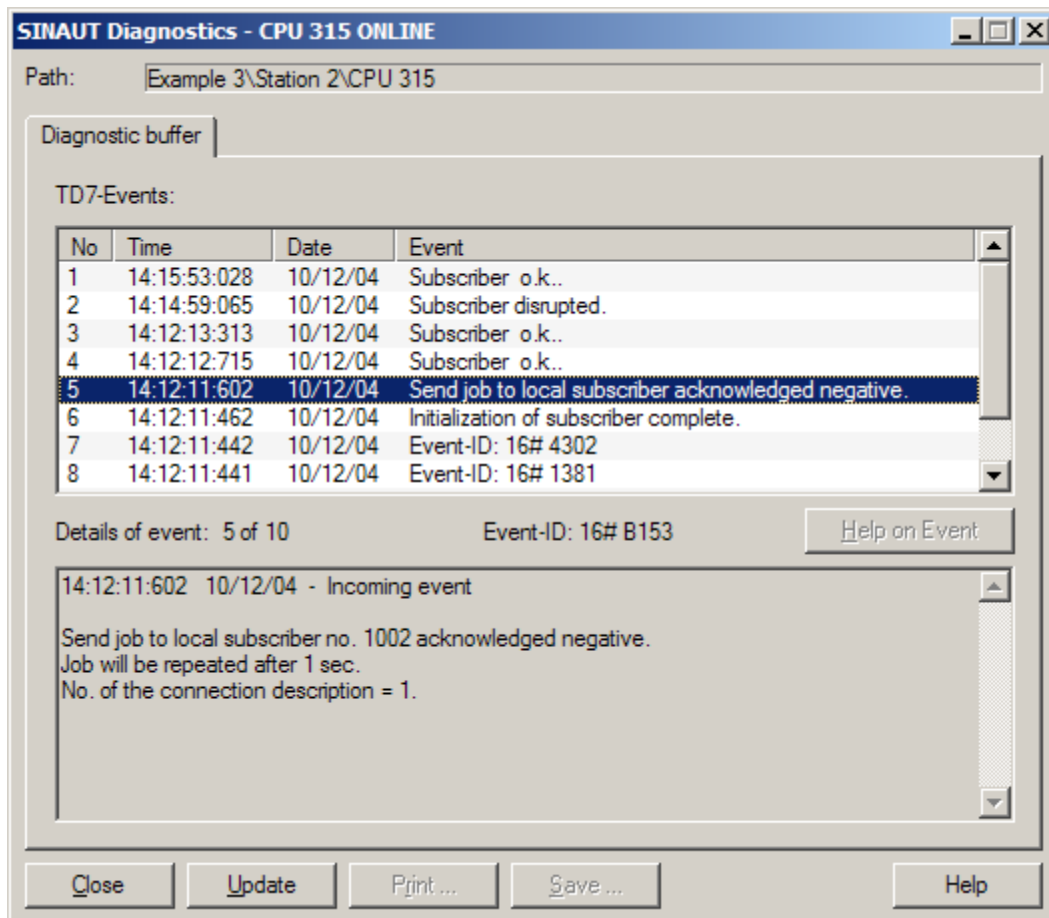 SINAUT Diagnostics - CPU 315 ONLINE
Path: Example 3\Station 2\CPU 315
Diagnostic buffer
TD7-Events:
No Time Date Event
1 14:15:53:028 10/12/04 Subscriber o.k..
2 14:14:59:065 10/12/04 Subscriber disrupted.
3 14:12:13:313 10/12/04 Subscriber o.k..
4 14:12:12:715 10/12/04 Subscriber o.k..
5 14:12:11:602 10/12/04 Send job to local subscriber acknowledged negative.
6 14:12:11:462 10/12/04 Initialization of subscriber complete.
7 14:12:11:442 10/12/04 Event-ID: 16# 4302
8 14:12:11:441 10/12/04 Event-ID: 16# 1381
Details of event: 5 of 10 Event-ID: 16# B153 Help on Event
14:12:11:602 10/12/04 - Incoming event
Send job to local subscriber no. 1002 acknowledged negative.
Job will be repeated after 1 sec.
No. of the connection description = 1.
Close Update Print ... Save ... Help